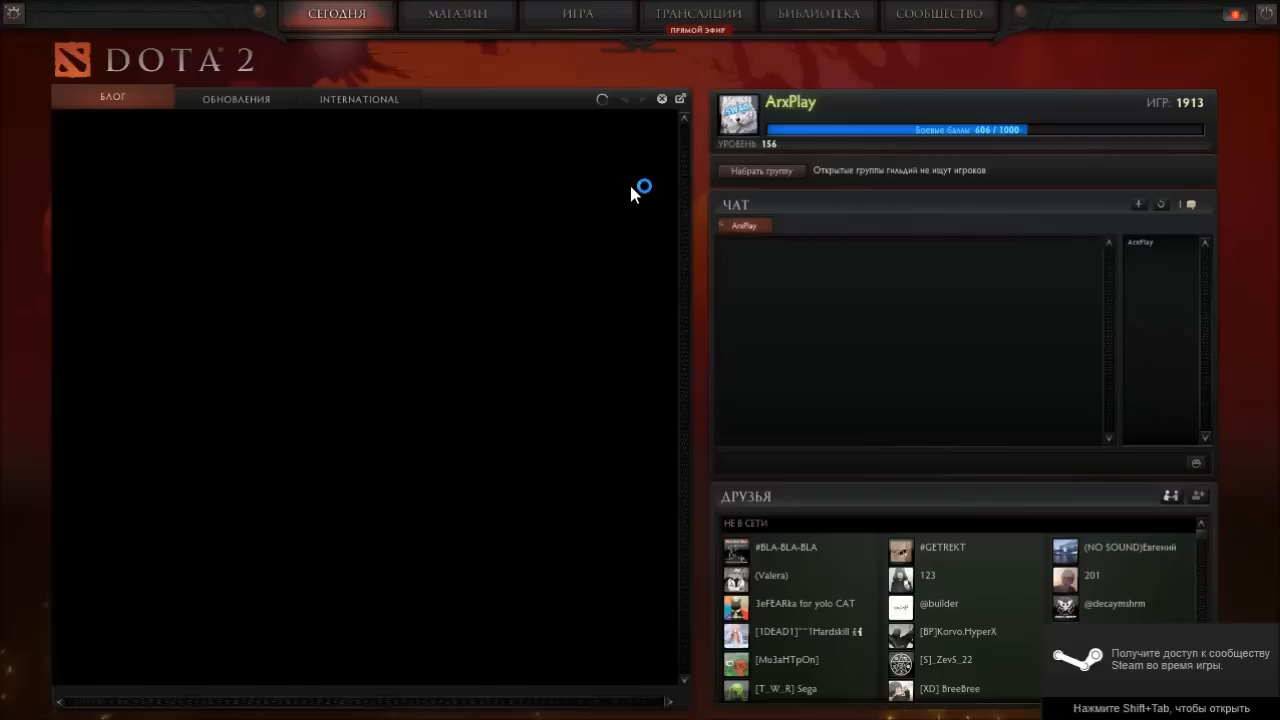 СЕГОДНЯ
МАГАЗИН
ИГРА
ТРАНСЛЯЦИИ
БИБЛИОТЕКА
СООБЩЕСТВО
ПРЯМОЙ ЭФИР
DOTA 2
БЛОГ
ОБНОВЛЕНИЯ
INTERNATIONAL
ArxPlay
ИГР: 1913
Боевые баллы 606 / 1000
УРОВЕНЬ 156
Набрать группу
Открытые группы гильдий не ищут игроков
ЧАТ
1
ArxPlay
ArxPlay
ДРУЗЬЯ
НЕ В СЕТИ
#BLA-BLA-BLA
#GETREKT
(NO SOUND)Евгений
(Valera)
123
201
3eFEARka for yolo CAT
@builder
@decaymshrm
[1DEAD1]^^1Hardskill
[BP]Korvo.HyperX
[Mu3aHTpOn]
[S]_ZevS_22
[T_W_R] Sega
[XD] BreeBree
Получите доступ к сообществу
Steam во время игры.
Нажмите Shift+Tab, чтобы открыть